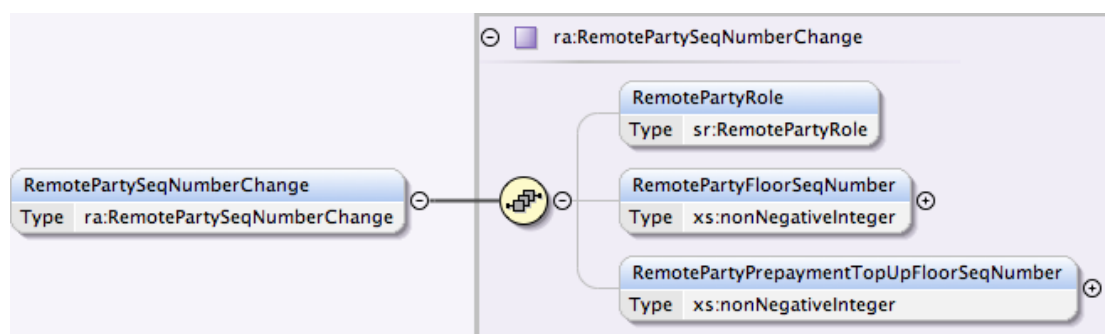 ra:RemotePartySeqNumberChange
RemotePartyRole
Type sr:RemotePartyRole
RemotePartySeqNumberChange
Type ra:RemotePartySeqNumberChange
RemotePartyFloorSeqNumber
Type xs:nonNegativeInteger
RemotePartyPrepaymentTopUpFloorSeqNumber
Type xs:nonNegativeInteger